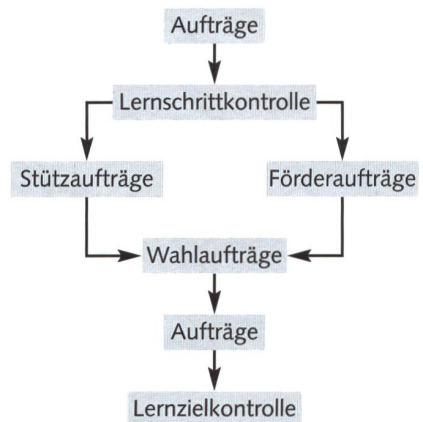 Aufträge
Lernschrittkontrolle
Stützaufträge
Förderaufträge
Wahlaufträge
Aufträge
Lernzielkontrolle